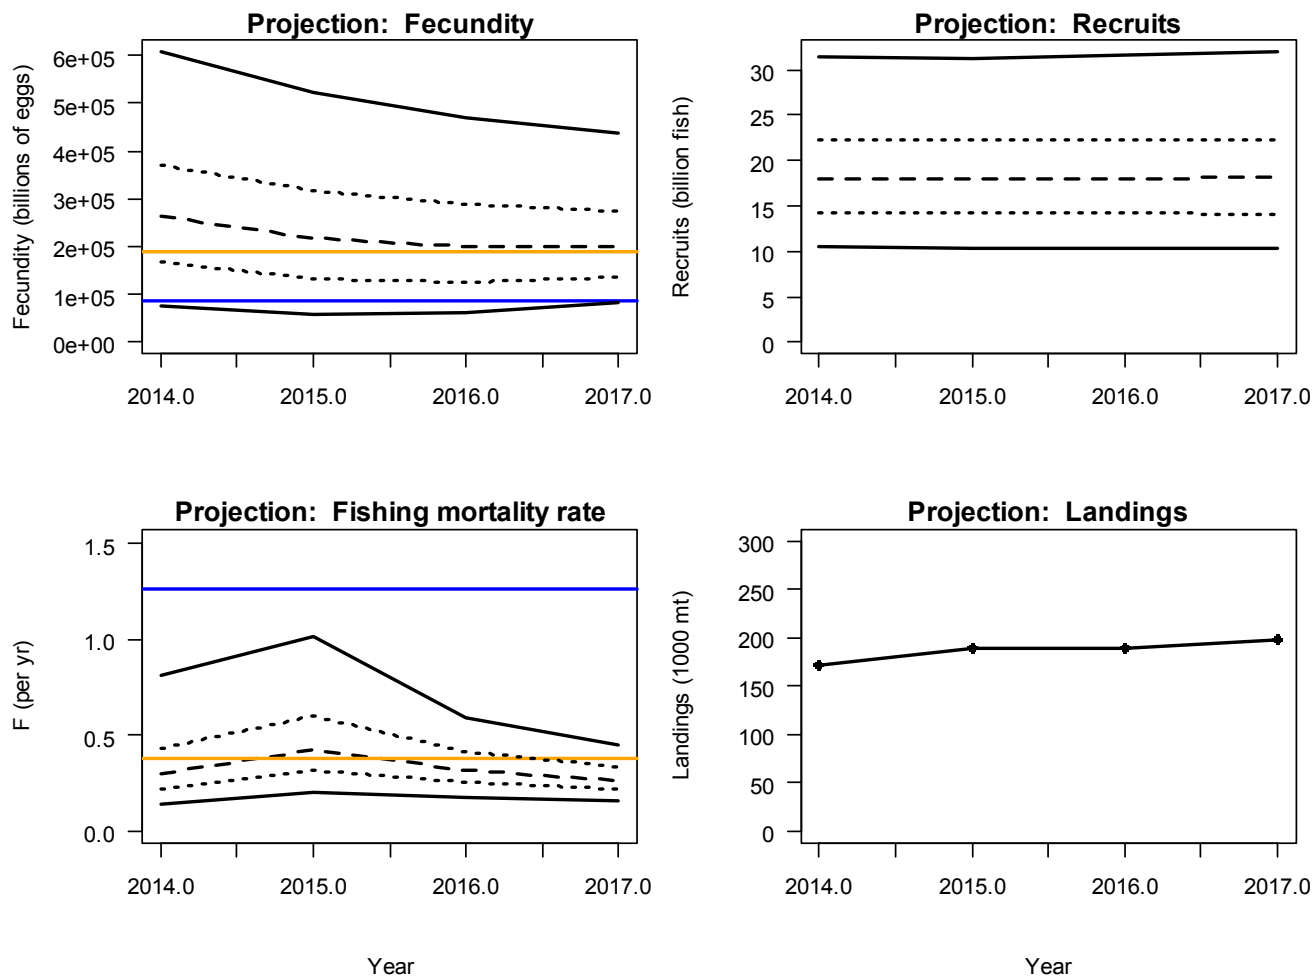 Projection: Fecundity
Fecundity (billions of eggs)
6e+05
5e+05
4e+05
3e+05
2e+05
1e+05
0e+00
2014.0 2015.0 2016.0 2017.0
Projection: Recruits
Recruits (billion fish)
30
25
20
15
10
5
0
2014.0 2015.0 2016.0 2017.0
Projection: Fishing mortality rate
F (per yr)
1.5
1.0
0.5
0.0
2014.0 2015.0 2016.0 2017.0
Year
Projection: Landings
Landings (1000 mt)
300
250
200
150
100
50
0
2014.0 2015.0 2016.0 2017.0
Year